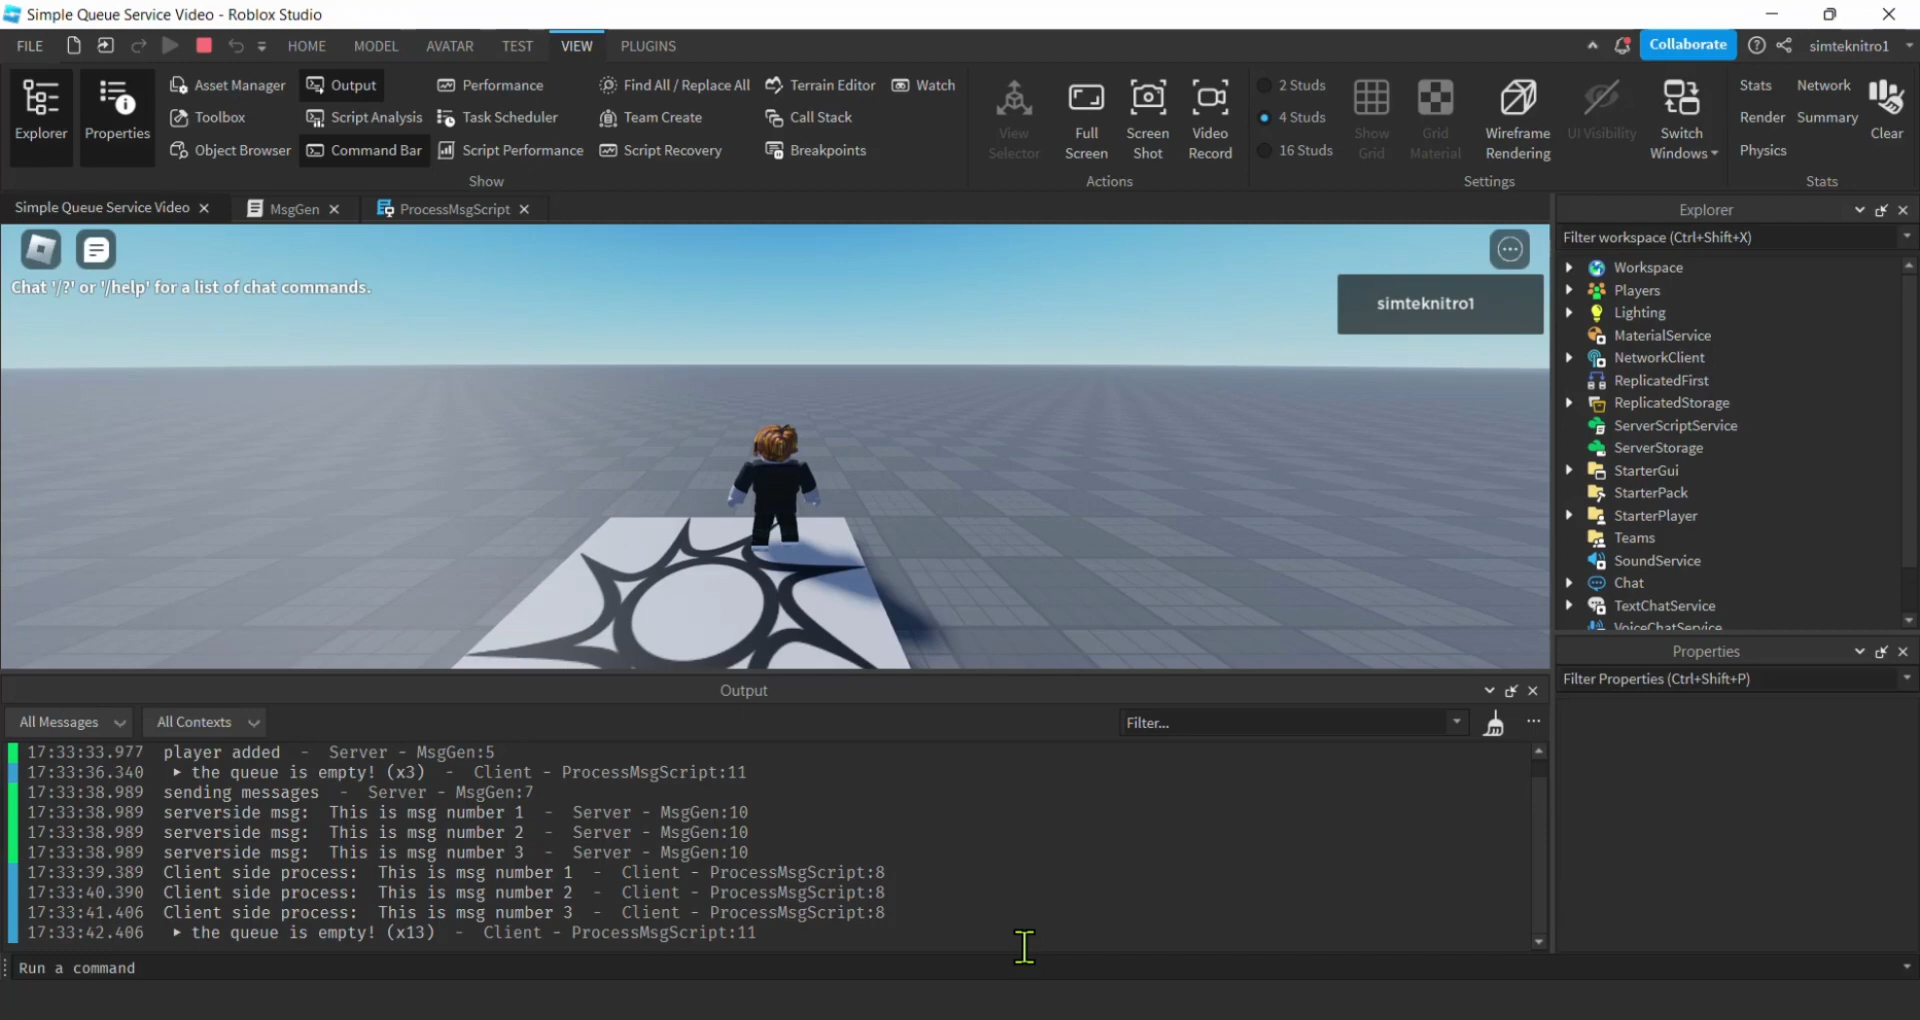 Simple Queue Service Video - Roblox Studio
FILE HOME MODEL AVATAR TEST VIEW PLUGINS Collaborate simteknitro1
Explorer
Properties
Asset Manager
Toolbox
Object Browser
Output
Script Analysis
Command Bar
Performance
Task Scheduler
Script Performance
Find All / Replace All
Team Create
Script Recovery
Terrain Editor
Call Stack
Breakpoints
Watch
Show
View
Selector
Full
Screen
Screen
Shot
Video
Record
Actions
2 Studs
4 Studs
16 Studs
Show
Grid
Grid
Material
Wireframe
Rendering
UI Visibility
Switch
Windows
Settings
Stats
Render
Physics
Network
Summary
Clear
Stats
Simple Queue Service Video MsgGen ProcessMsgScript
Chat '/?' or '/help' for a list of chat commands.
simteknitro1
Explorer
Filter workspace (Ctrl+Shift+X)
Workspace
Players
Lighting
MaterialService
NetworkClient
ReplicatedFirst
ReplicatedStorage
ServerScriptService
ServerStorage
StarterGui
StarterPack
StarterPlayer
Teams
SoundService
Chat
TextChatService
VoiceChatService
Properties
Filter Properties (Ctrl+Shift+P)
Output
All Messages All Contexts Filter...
17:33:33.977 player added - Server - MsgGen:5
17:33:36.340 ▸ the queue is empty! (x3) - Client - ProcessMsgScript:11
17:33:38.989 sending messages - Server - MsgGen:7
17:33:38.989 serverside msg: This is msg number 1 - Server - MsgGen:10
17:33:38.989 serverside msg: This is msg number 2 - Server - MsgGen:10
17:33:38.989 serverside msg: This is msg number 3 - Server - MsgGen:10
17:33:39.389 Client side process: This is msg number 1 - Client - ProcessMsgScript:8
17:33:40.390 Client side process: This is msg number 2 - Client - ProcessMsgScript:8
17:33:41.406 Client side process: This is msg number 3 - Client - ProcessMsgScript:8
17:33:42.406 ▸ the queue is empty! (x13) - Client - ProcessMsgScript:11
Run a command